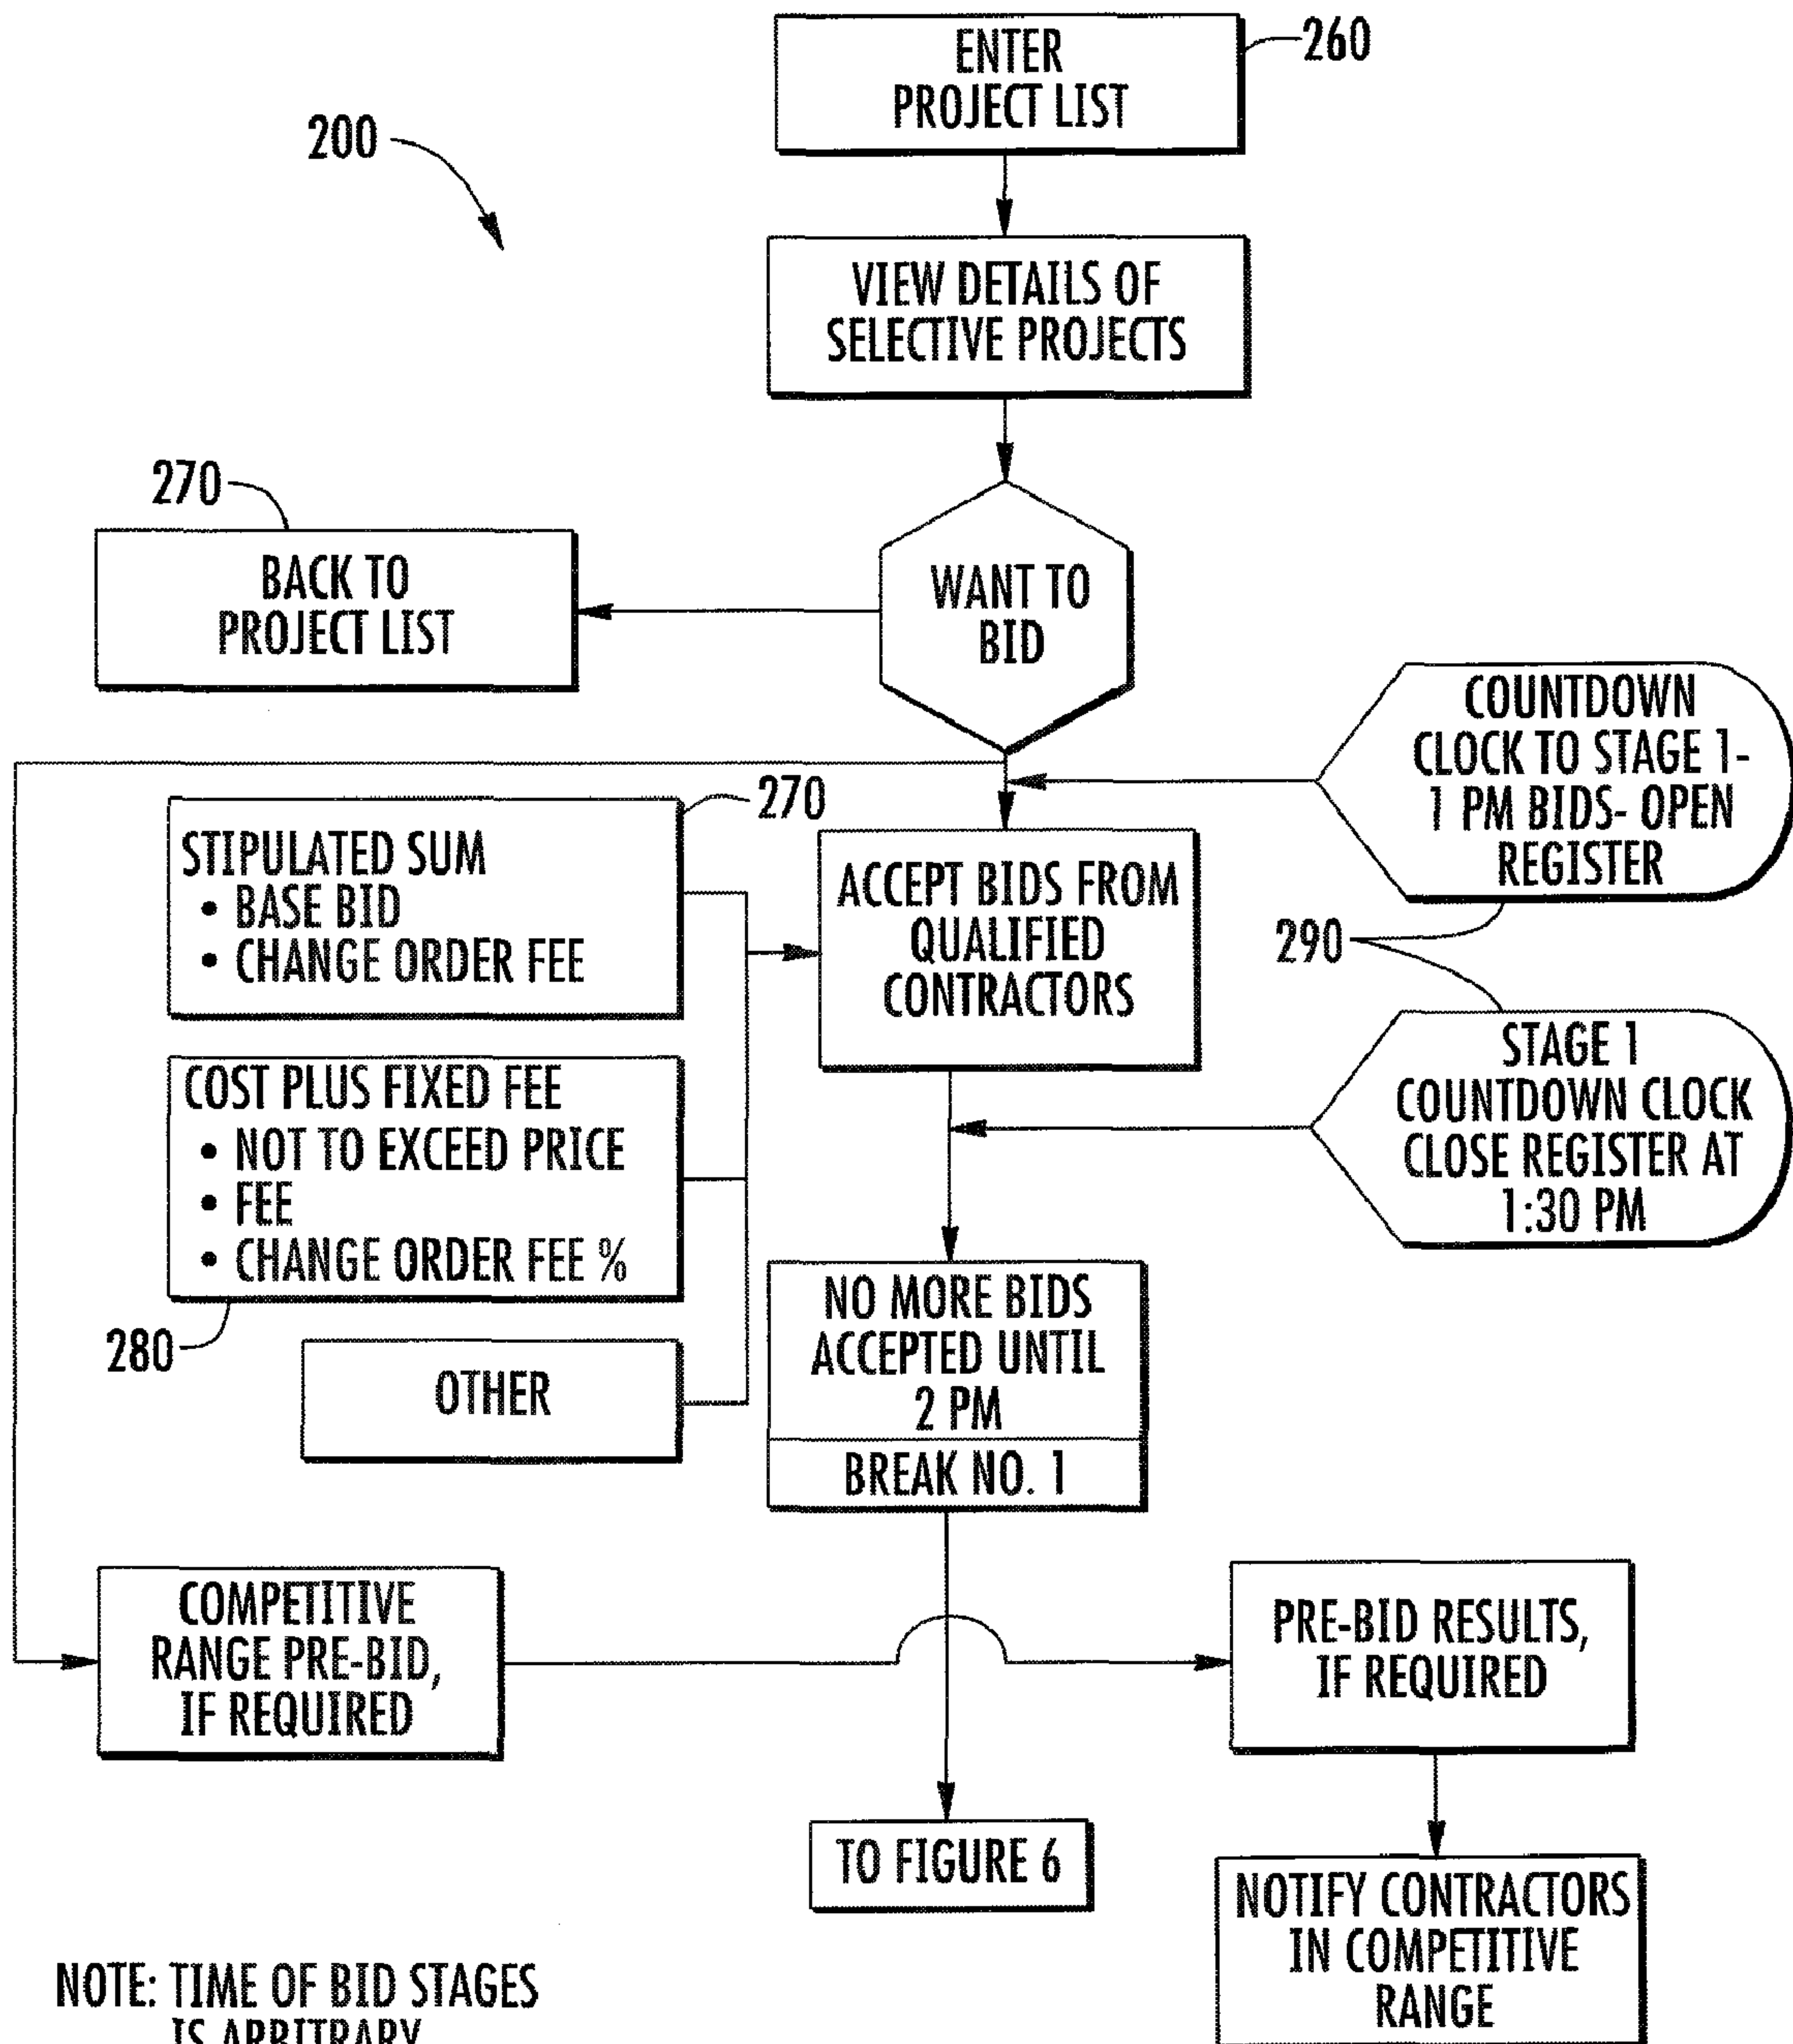 ENTER
PROJECT LIST
260
200
VIEW DETAILS OF
SELECTIVE PROJECTS
270
BACK TO
PROJECT LIST
WANT TO
BID
COUNTDOWN
CLOCK TO STAGE 1-
1 PM BIDS- OPEN
REGISTER
270
STIPULATED SUM
• BASE BID
• CHANGE ORDER FEE
ACCEPT BIDS FROM
QUALIFIED
CONTRACTORS
290
STAGE 1
COUNTDOWN CLOCK
CLOSE REGISTER AT
1:30 PM
COST PLUS FIXED FEE
• NOT TO EXCEED PRICE
• FEE
• CHANGE ORDER FEE %
280
OTHER
NO MORE BIDS
ACCEPTED UNTIL
2 PM
BREAK NO. 1
COMPETITIVE
RANGE PRE-BID,
IF REQUIRED
PRE-BID RESULTS,
IF REQUIRED
TO FIGURE 6
NOTIFY CONTRACTORS
IN COMPETITIVE
RANGE
NOTE: TIME OF BID STAGES
IS ARBITRARY